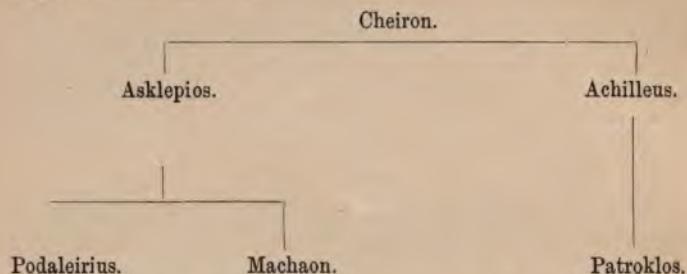 Cheiron.
Asklepios. Achilleus.
Podaleirius. Machaon. Patroklos.